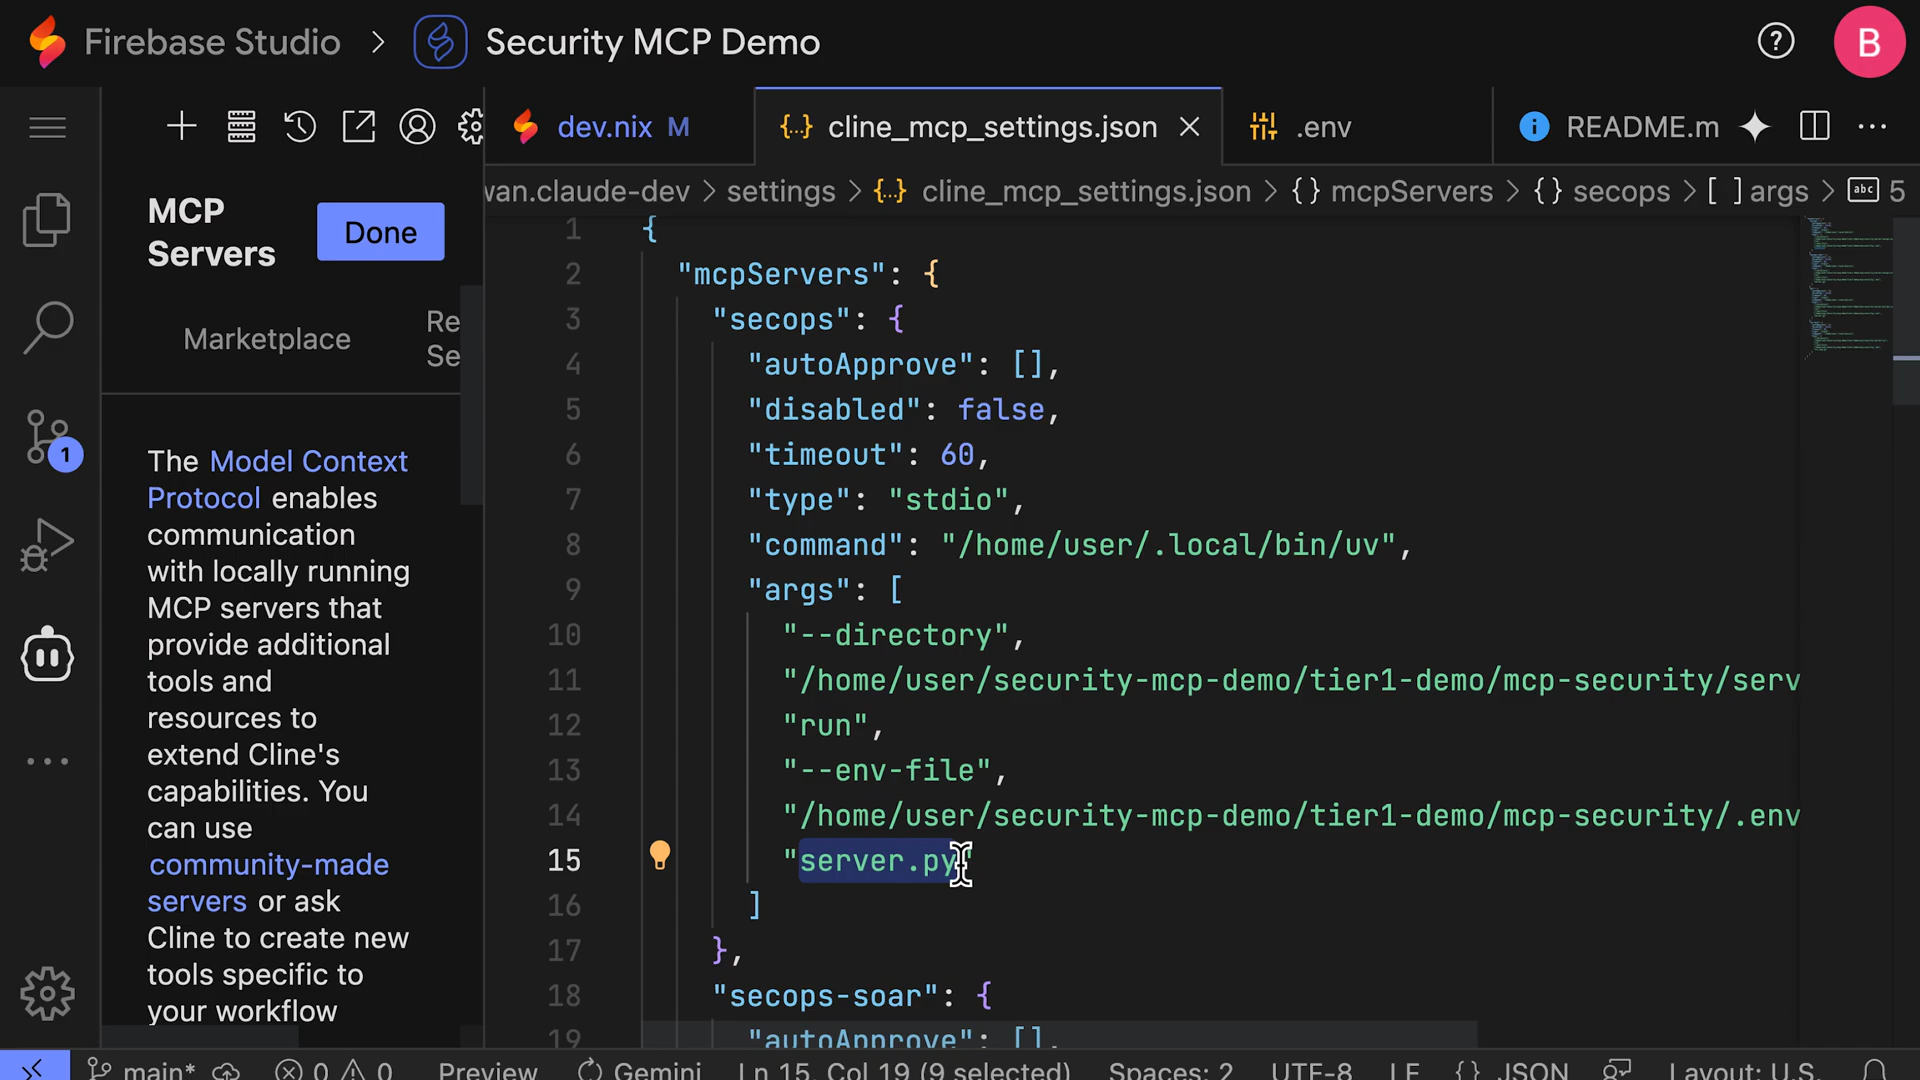 Firebase Studio > Security MCP Demo
B
dev.nix M
{..} cline_mcp_settings.json
.env
README.m
wan.claude-dev > settings > {..} cline_mcp_settings.json > {} mcpServers > {} secops > [ ] args > abc 5
MCP
Servers
Done
Marketplace
Re
Se
The Model Context
Protocol enables
communication
with locally running
MCP servers that
provide additional
tools and
resources to
extend Cline's
capabilities. You
can use
community-made
servers or ask
Cline to create new
tools specific to
your workflow
1
1 {
2 "mcpServers": {
3 "secops": {
4 "autoApprove": [],
5 "disabled": false,
6 "timeout": 60,
7 "type": "stdio",
8 "command": "/home/user/.local/bin/uv",
9 "args": [
10 "--directory",
11 "/home/user/security-mcp-demo/tier1-demo/mcp-security/serv
12 "run",
13 "--env-file",
14 "/home/user/security-mcp-demo/tier1-demo/mcp-security/.env
15 "server.py"
16 ]
17 },
18 "secops-soar": {
19 "autoApprove": [],
main* 0 0 Preview Gemini Ln 15, Col 19 (9 selected) Spaces: 2 UTF-8 LF {} JSON Layout: U.S.